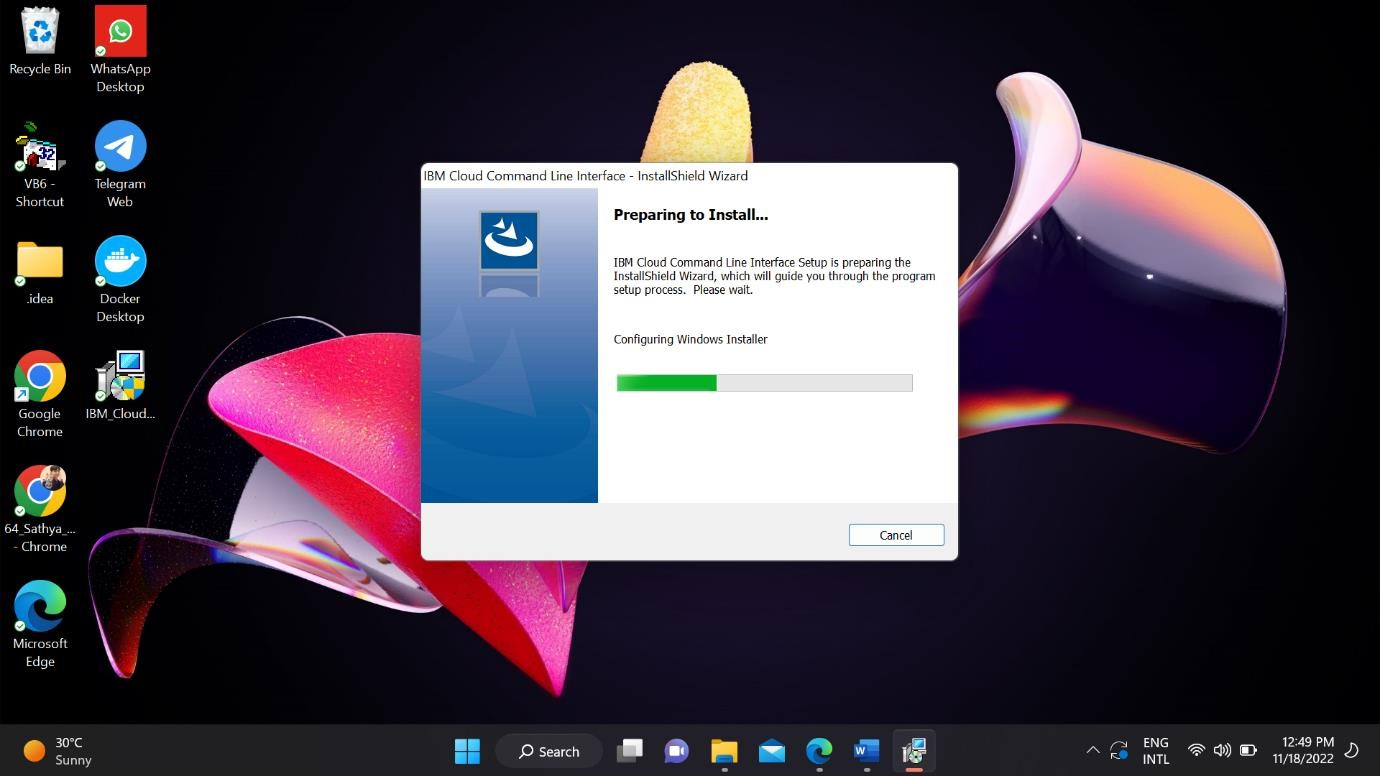 Recycle Bin
WhatsApp
Desktop
32
VB6 -
Shortcut
Telegram
Web
.idea
Docker
Desktop
Google
Chrome
IBM_Cloud...
64_Sathya_...
- Chrome
Microsoft
Edge
IBM Cloud Command Line Interface - InstallShield Wizard
Preparing to Install...
IBM Cloud Command Line Interface Setup is preparing the
InstallShield Wizard, which will guide you through the program
setup process.  Please wait.
Configuring Windows Installer
Cancel
30°C
Sunny
Search
W
ENG
INTL
12:49 PM
11/18/2022